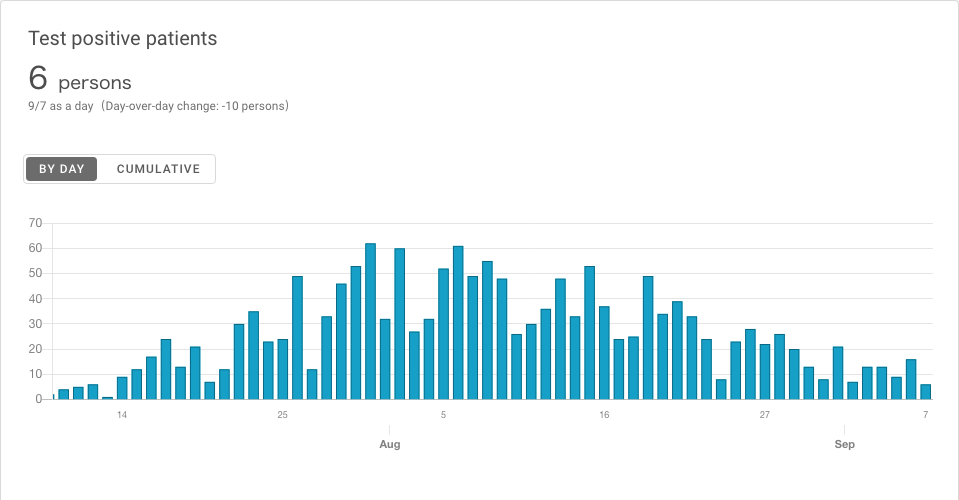 Test positive patients
6 persons
9/7 as a day（Day-over-day change: -10 persons）
BY DAY CUMULATIVE
70
60
50
40
30
20
10
0
14 25 5 16 27 7
Aug Sep